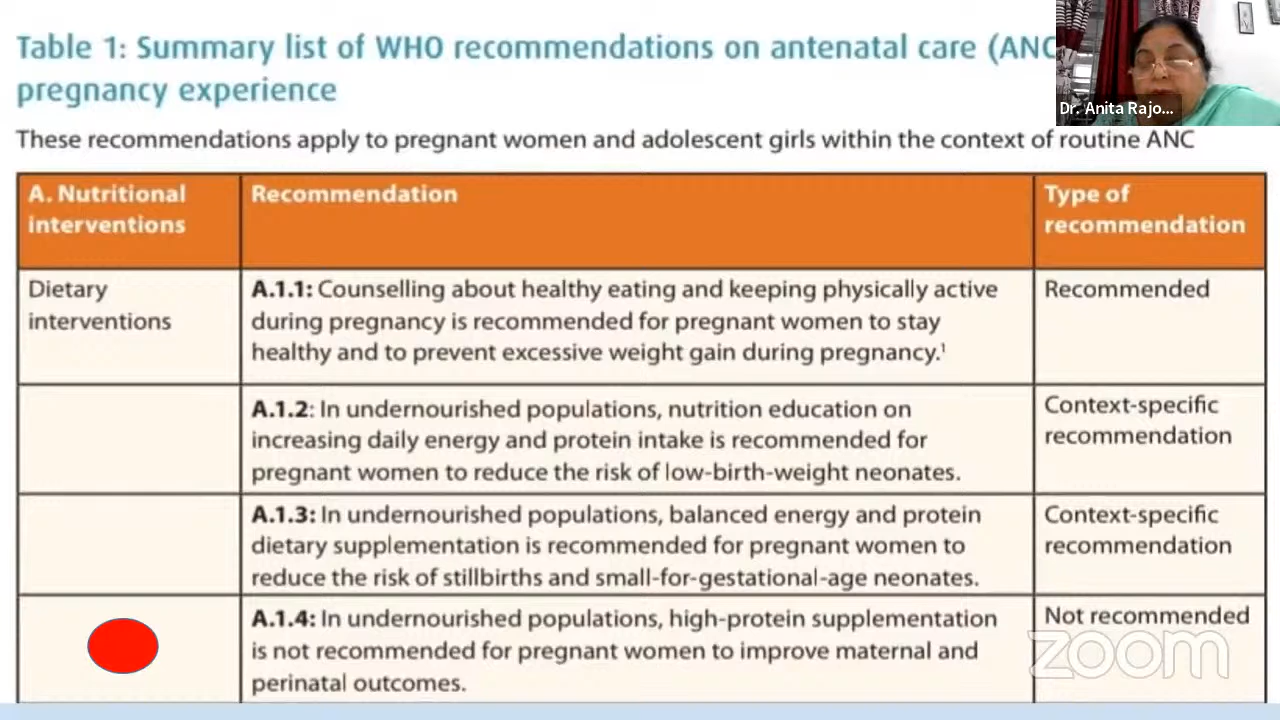 Table 1: Summary list of WHO recommendations on antenatal care (ANC
pregnancy experience
Dr. Anita Rajo...
These recommendations apply to pregnant women and adolescent girls within the context of routine ANC
A. Nutritional
interventions
Recommendation
Type of
recommendation
Dietary
interventions
A.1.1: Counselling about healthy eating and keeping physically active
during pregnancy is recommended for pregnant women to stay
healthy and to prevent excessive weight gain during pregnancy.¹
Recommended
A.1.2: In undernourished populations, nutrition education on
increasing daily energy and protein intake is recommended for
pregnant women to reduce the risk of low-birth-weight neonates.
Context-specific
recommendation
A.1.3: In undernourished populations, balanced energy and protein
dietary supplementation is recommended for pregnant women to
reduce the risk of stillbirths and small-for-gestational-age neonates.
Context-specific
recommendation
A.1.4: In undernourished populations, high-protein supplementation
is not recommended for pregnant women to improve maternal and
perinatal outcomes.
Not recommended
zoom